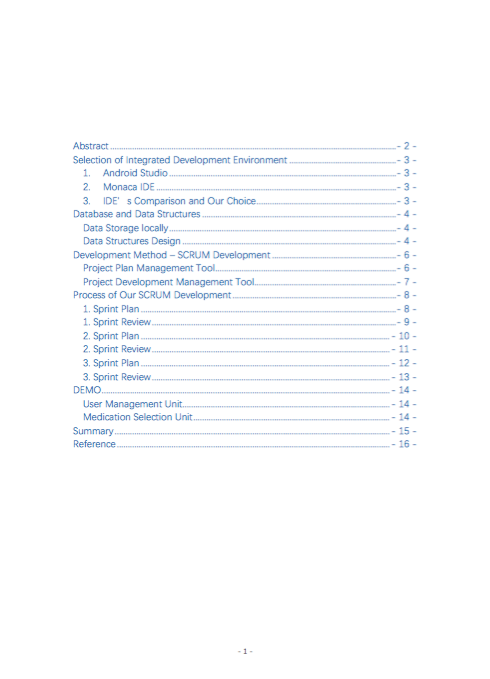 Abstract - 2 -
Selection of Integrated Development Environment - 3 -
1. Android Studio - 3 -
2. Monaca IDE - 3 -
3. IDE’s Comparison and Our Choice - 3 -
Database and Data Structures - 4 -
Data Storage locally - 4 -
Data Structures Design - 4 -
Development Method – SCRUM Development - 6 -
Project Plan Management Tool - 6 -
Project Development Management Tool - 7 -
Process of Our SCRUM Development - 8 -
1. Sprint Plan - 8 -
1. Sprint Review - 9 -
2. Sprint Plan - 10 -
2. Sprint Review - 11 -
3. Sprint Plan - 12 -
3. Sprint Review - 13 -
DEMO - 14 -
User Management Unit - 14 -
Medication Selection Unit - 14 -
Summary - 15 -
Reference - 16 -
- 1 -